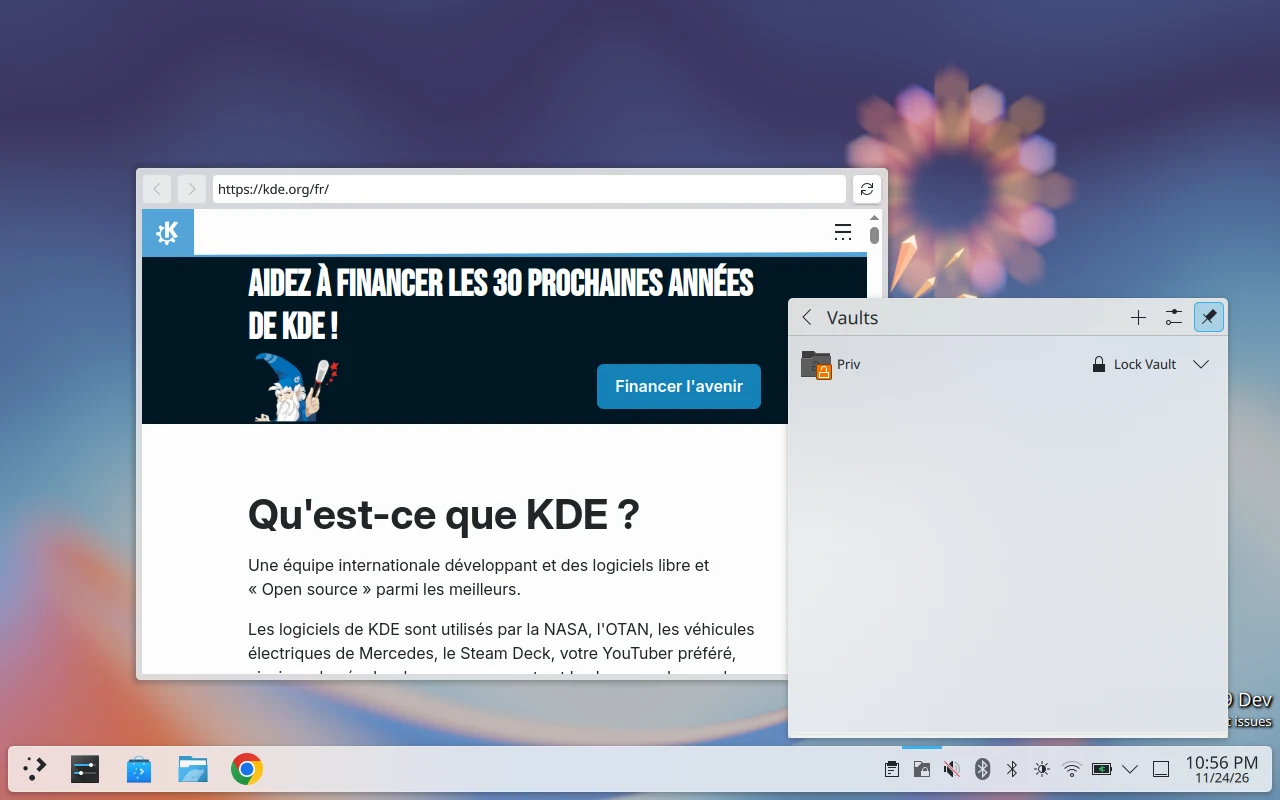 https://kde.org/fr/
AIDEZ À FINANCER LES 30 PROCHAINES ANNÉES
DE KDE !
Financer l'avenir
Qu'est-ce que KDE ?
Une équipe internationale développant et des logiciels libre et
« Open source » parmi les meilleurs.
Les logiciels de KDE sont utilisés par la NASA, l'OTAN, les véhicules
électriques de Mercedes, le Steam Deck, votre YouTuber préféré,
Vaults
Priv
Lock Vault
Dev
issues
10:56 PM
11/24/26